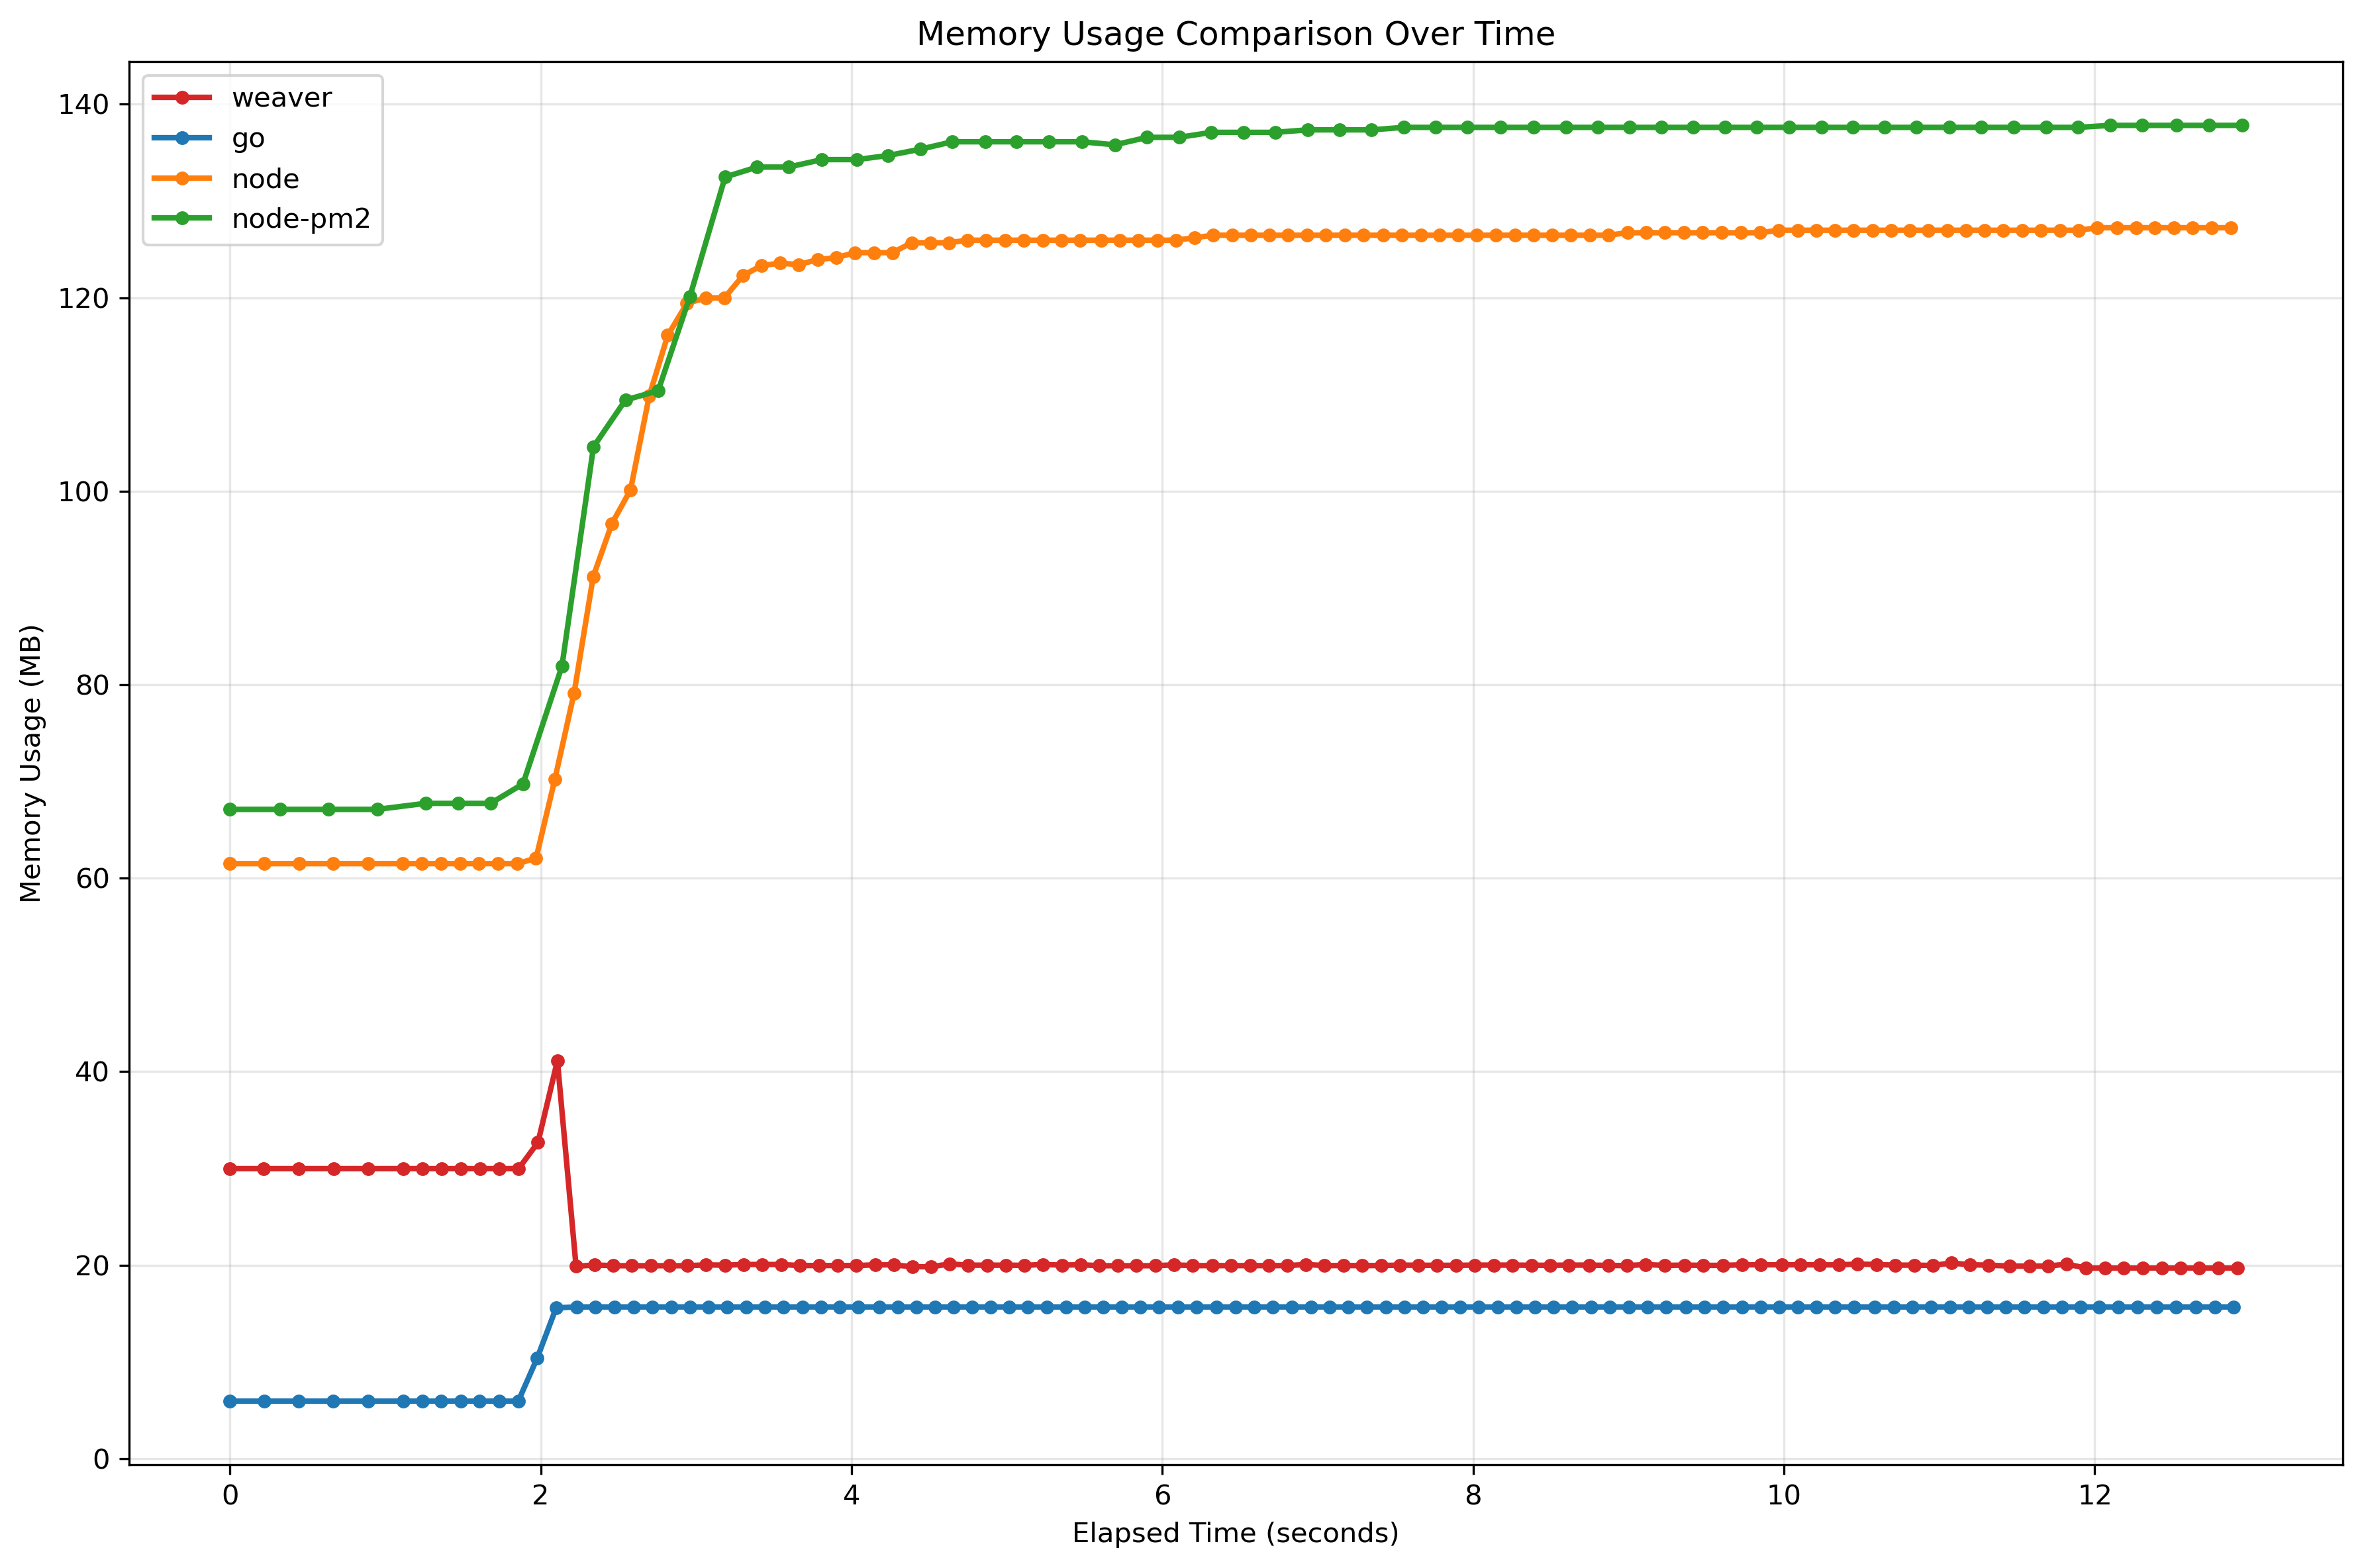 Memory Usage Comparison Over Time
weaver
go
node
node-pm2
Memory Usage (MB)
140
120
100
80
60
40
20
0
0 2 4 6 8 10 12
Elapsed Time (seconds)